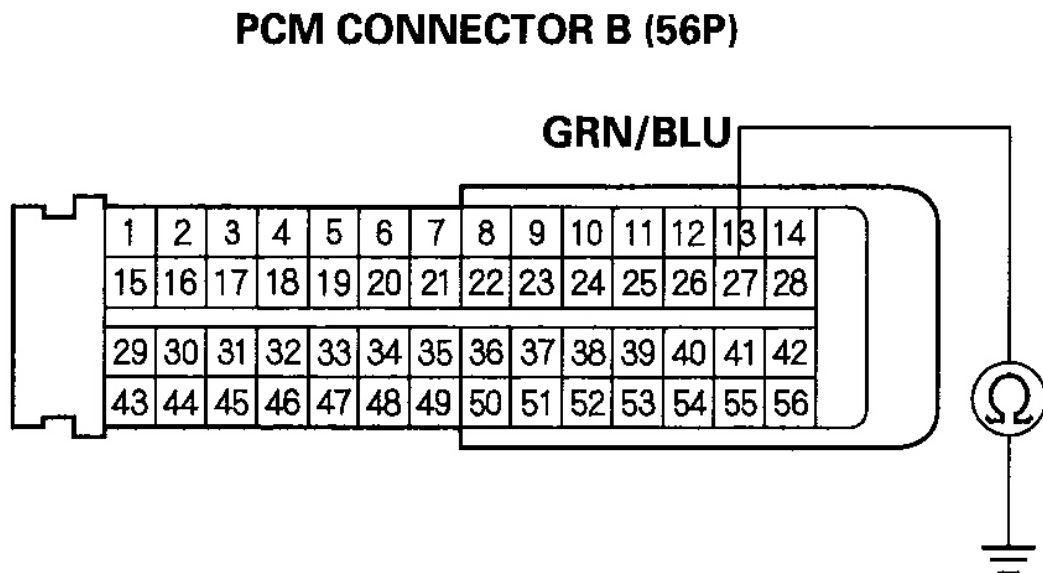 PCM CONNECTOR B (56P)
GRN/BLU
1 2 3 4 5 6 7 8 9 10 11 12 13 14
15 16 17 18 19 20 21 22 23 24 25 26 27 28
29 30 31 32 33 34 35 36 37 38 39 40 41 42
Ω
43 44 45 46 47 48 49 50 51 52 53 54 55 56